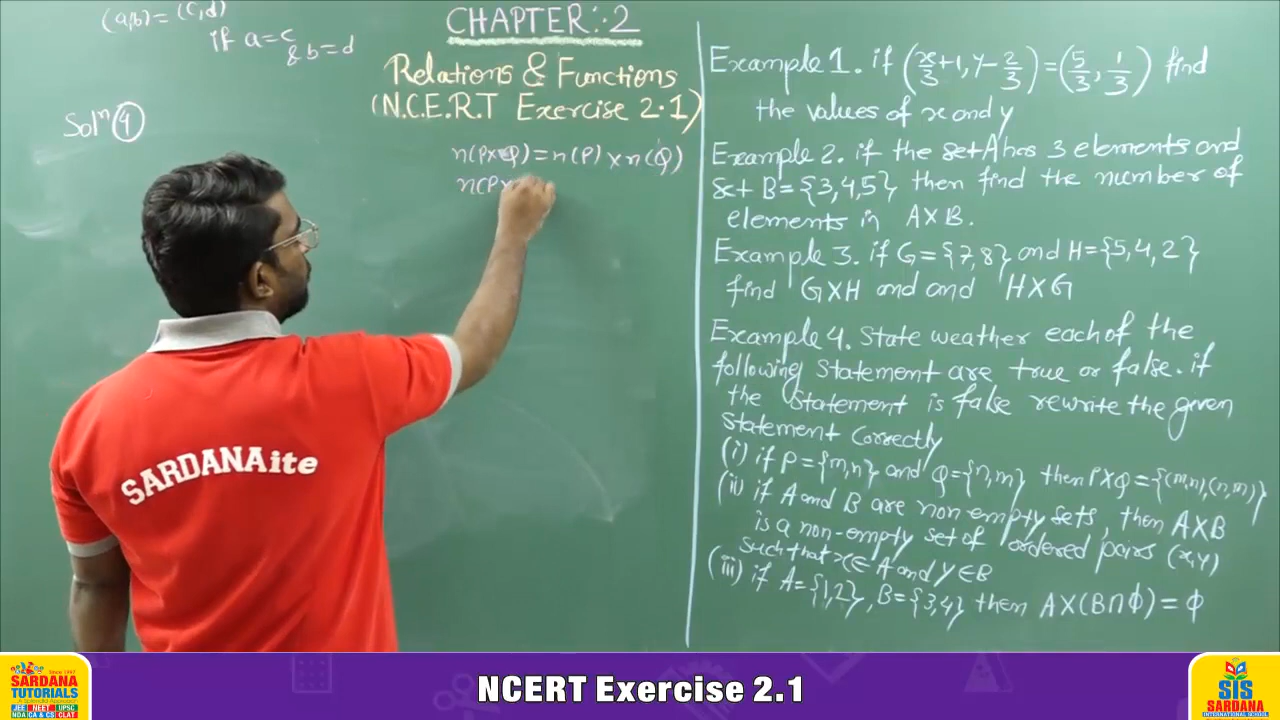 (a,b) = (c,d)
if a=c
& b=d
Solⁿ ④
CHAPTER:·2
Relations & Functions
(N.C.E.R.T Exercise 2.1)
n(P×Q) = n(P) × n(Q)
n(P×
Example 1. if (x/3+1, y-2/3) = (5/3, 1/3) find
the values of x and y
Example 2. if the set A has 3 elements and
set B = {3,4,5} then find the number of
elements in A×B.
Example 3. if G = {7,8} and H = {5,4,2}
find G×H and and H×G
Example 4. State weather each of the
following statement are true or false. if
the statement is false rewrite the given
statement correctly
(i) if P = {m,n} and Q = {n,m} then P×Q = {(m,n),(n,m)}
(ii) if A and B are non empty sets, then A×B
is a non-empty set of ordered pairs (x,y)
such that x∈A and y∈B
(iii) if A = {1,2}, B = {3,4} then A×(B∩ϕ) = ϕ
SARDANAite
Since 1997
SARDANA
TUTORIALS
A Splendid Approach
JEE NEET UPSC
NDA CA & CS CLAT
NCERT Exercise 2.1
SIS
SARDANA
INTERNATIONAL SCHOOL